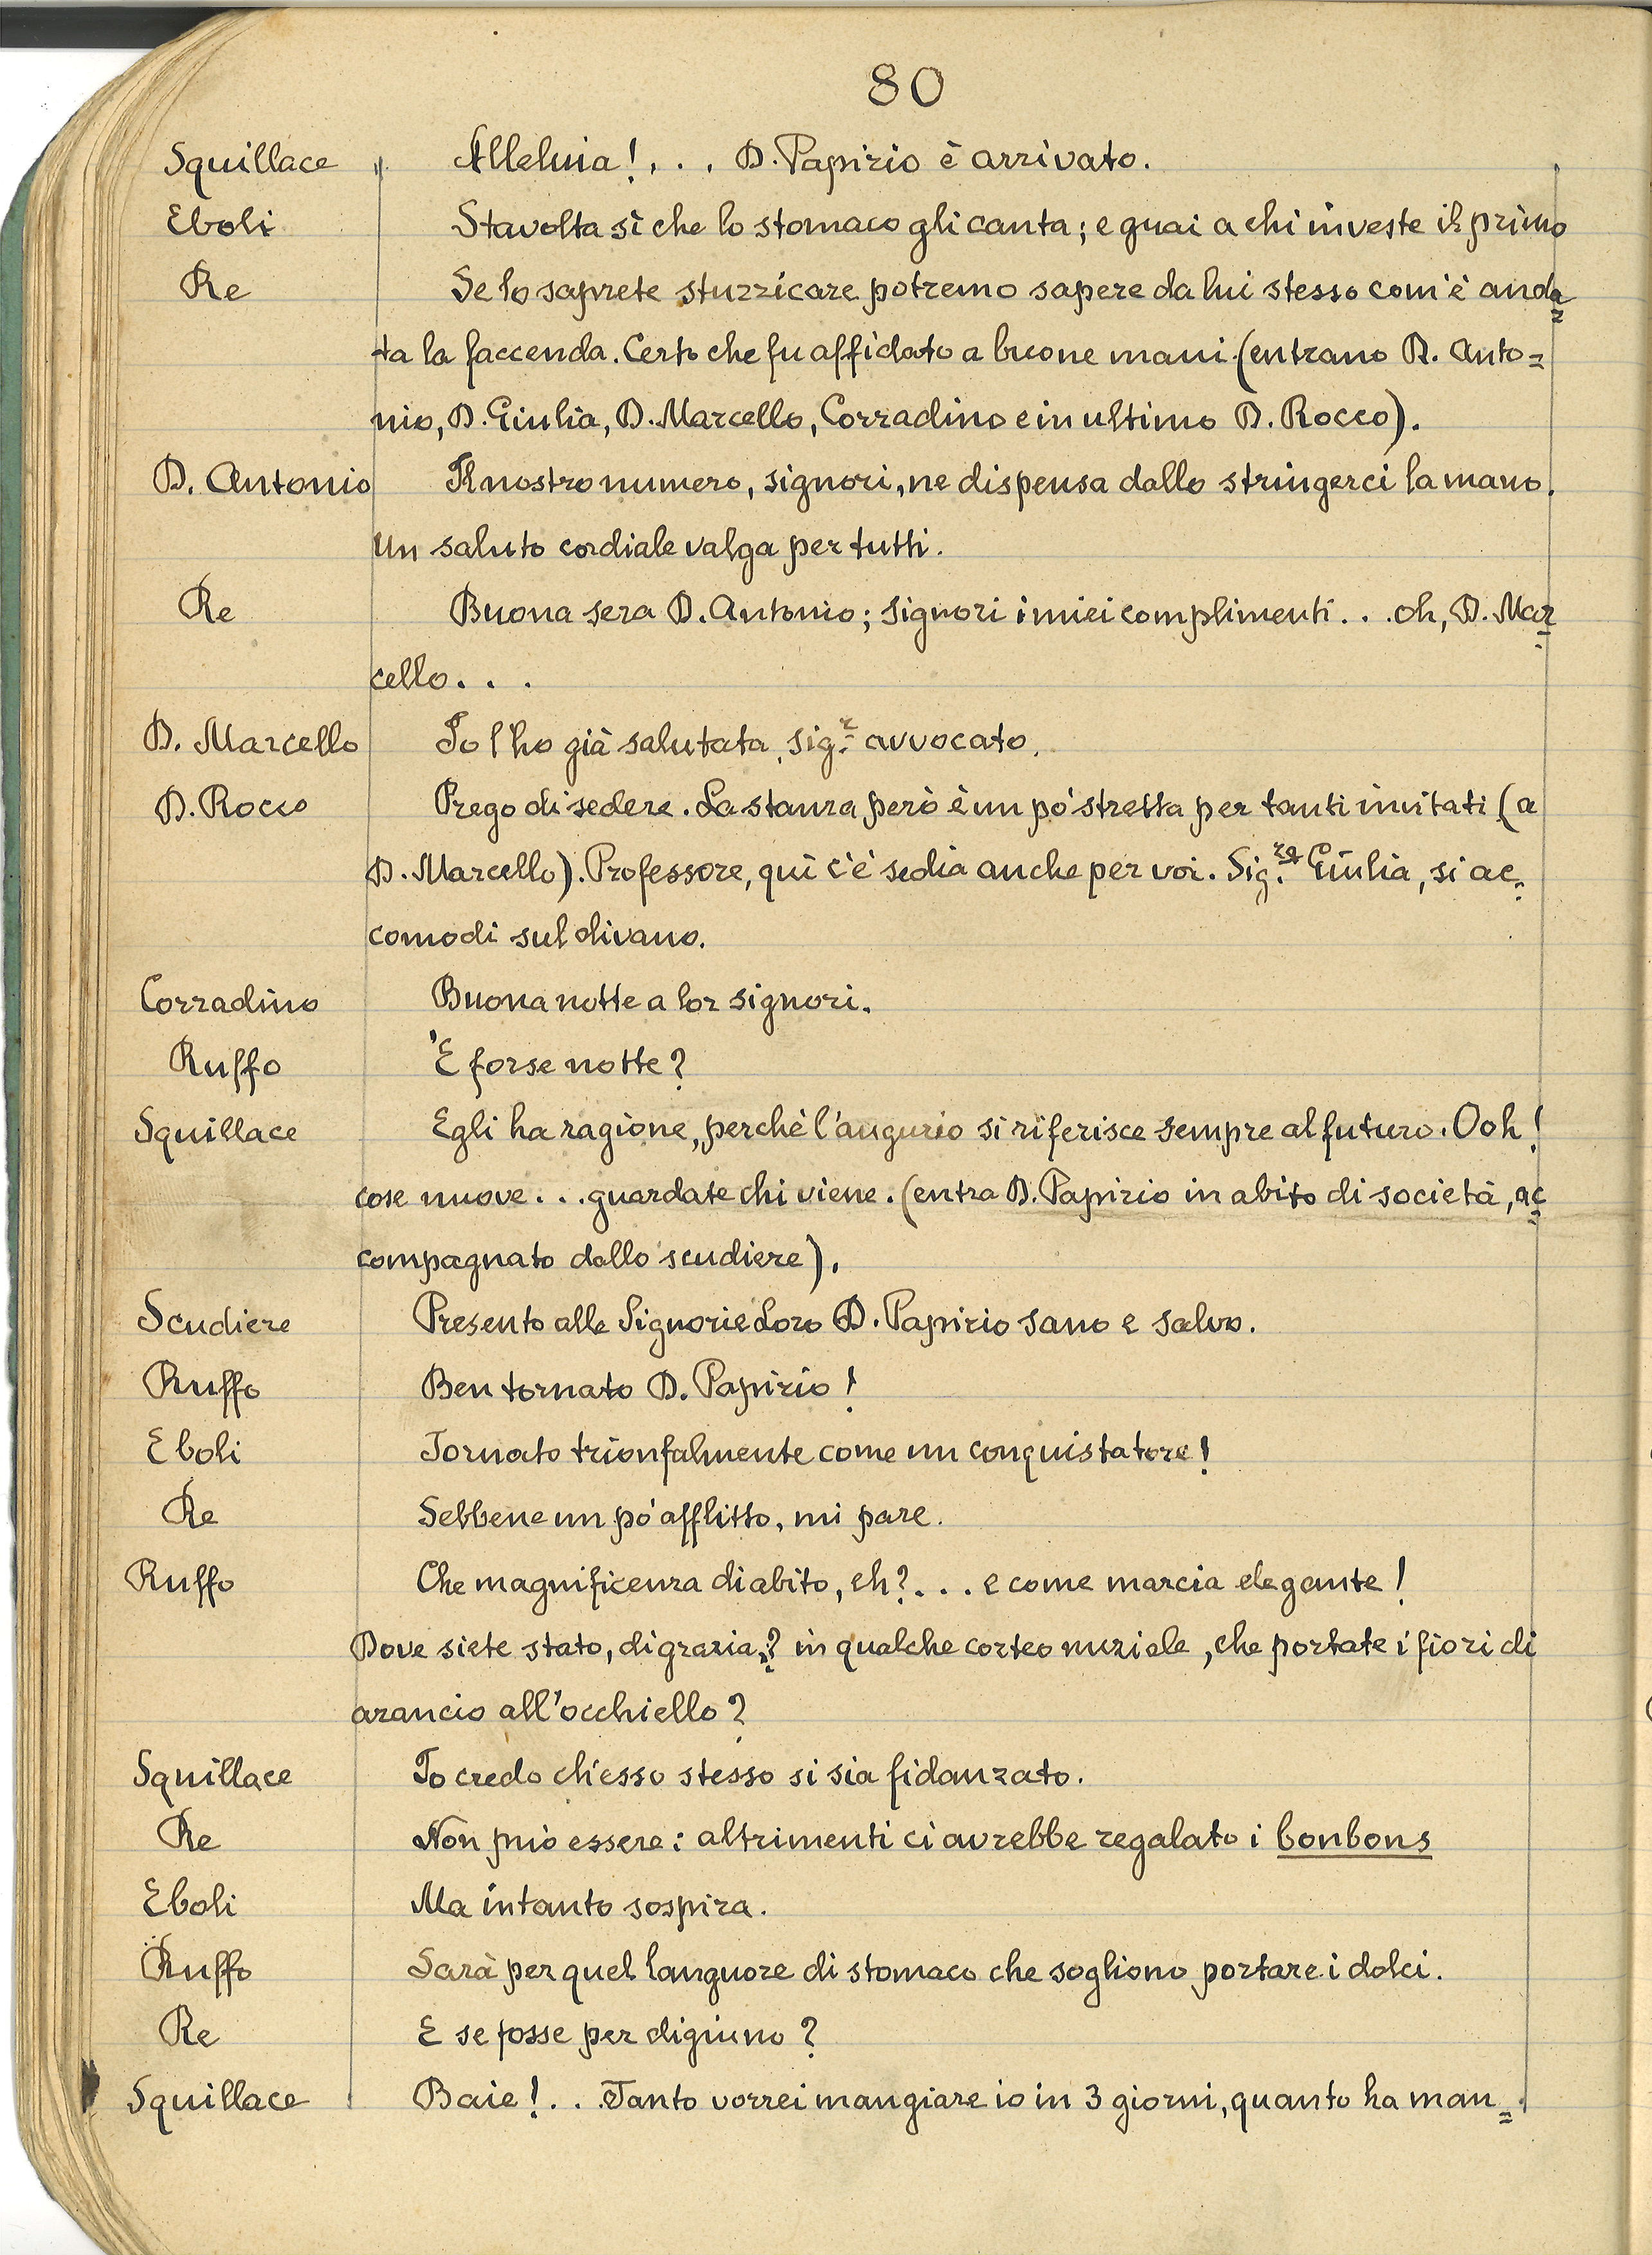 80
Squillace Alleluia!... D. Papirio è arrivato.
Eboli Stavolta sì che lo stomaco gli canta; e guai a chi investe il primo
Re Se lo saprete stuzzicare potremo sapere da lui stesso com'è anda=
ta la faccenda. Certo che fu affidato a buone mani. (entrano D. Anto=
nio, D. Giulia, D. Marcello, Corradino e in ultimo D. Rocco).
D. Antonio Il nostro numero, signori, ne dispensa dallo stringerci la mano.
Un saluto cordiale valga per tutti.
Re Buona sera D. Antonio; signori i miei complimenti... oh, D. Mar=
cello...
D. Marcello Io l'ho già salutata, sig.r avvocato.
D. Rocco Prego di sedere. La stanza però è un pò stretta per tanti invitati (a
D. Marcello). Professore, quì c'è sedia anche per voi. Sig.ra Giulia, si ac=
comodi sul divano.
Corradino Buona notte a lor signori.
Ruffo È forse notte?
Squillace Egli ha ragione, perchè l'augurio si riferisce sempre al futuro. Ooh!
cose nuove... guardate chi viene. (entra D. Papirio in abito di società, ac=
compagnato dallo scudiere).
Scudiere Presento alle Signorie Loro D. Papirio sano e salvo.
Ruffo Ben tornato D. Papirio!
Eboli Tornato trionfalmente come un conquistatore!
Re Sebbene un pò afflitto, mi pare.
Ruffo Che magnificenza di abito, eh?... e come marcia elegante!
Dove siete stato, di grazia? in qualche corteo nuziale, che portate i fiori di
arancio all'occhiello?
Squillace Io credo ch'esso stesso si sia fidanzato.
Re Non può essere: altrimenti ci avrebbe regalato i bonbons
Eboli Ma intanto sospira.
Ruffo Sarà per quel languore di stomaco che sogliono portare i dolci.
Re E se fosse per digiuno?
Squillace Baie!... Tanto vorrei mangiare io in 3 giorni, quanto ha man=